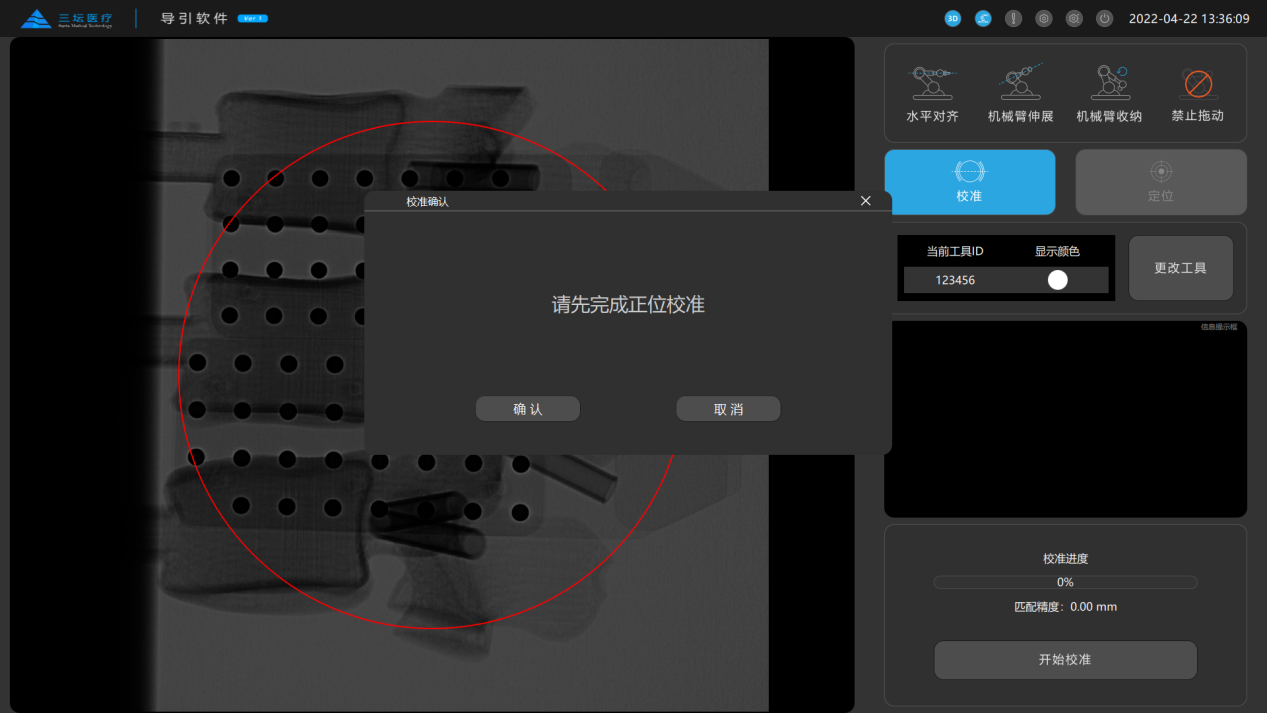 三坛医疗
Santa Medical Technology
导引软件
Ver 1
3D
2022-04-22 13:36:09
水平对齐
机械臂伸展
机械臂收纳
禁止拖动
校准
定位
校准确认
请先完成正位校准
确认
取消
当前工具ID
显示颜色
更改工具
123456
信息提示框
校准进度
0%
匹配精度：0.00 mm
开始校准